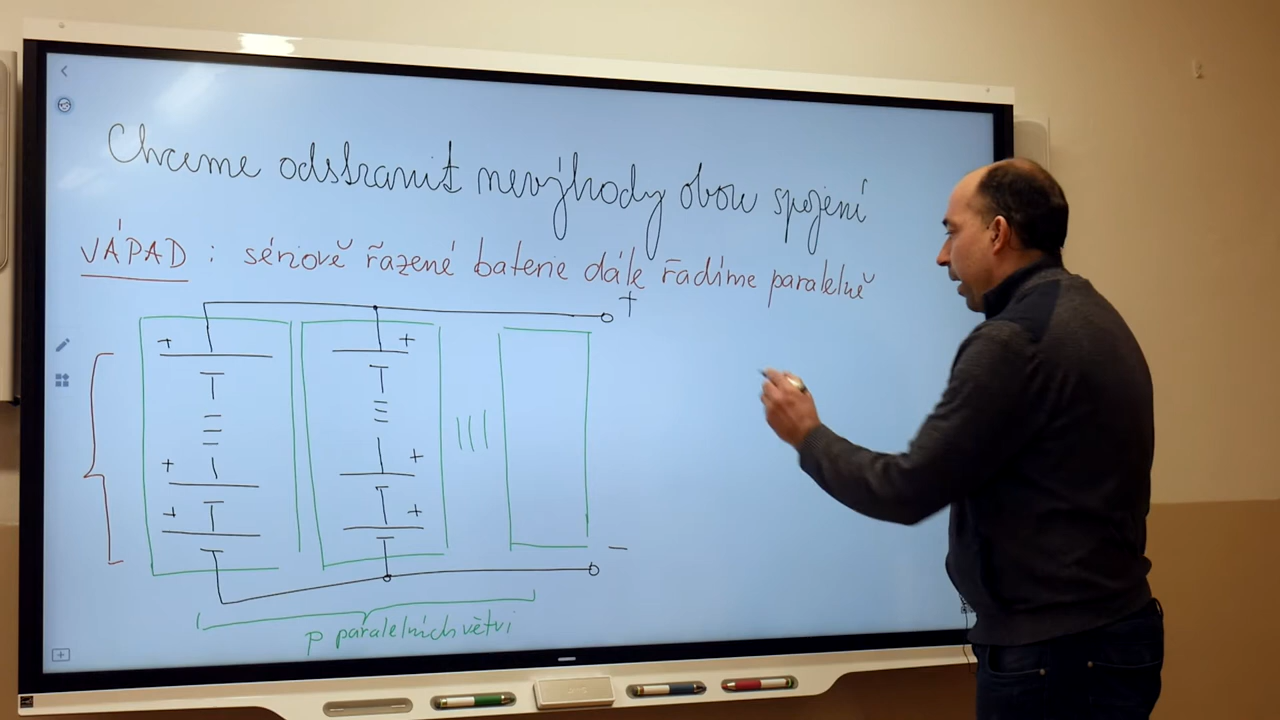 Chceme odstranit nevýhody obou spojení
VÁPAD : sériově řazené baterie dále řadíme paralelně
+
+ +
+ +
+ +
−
p paralelních větví